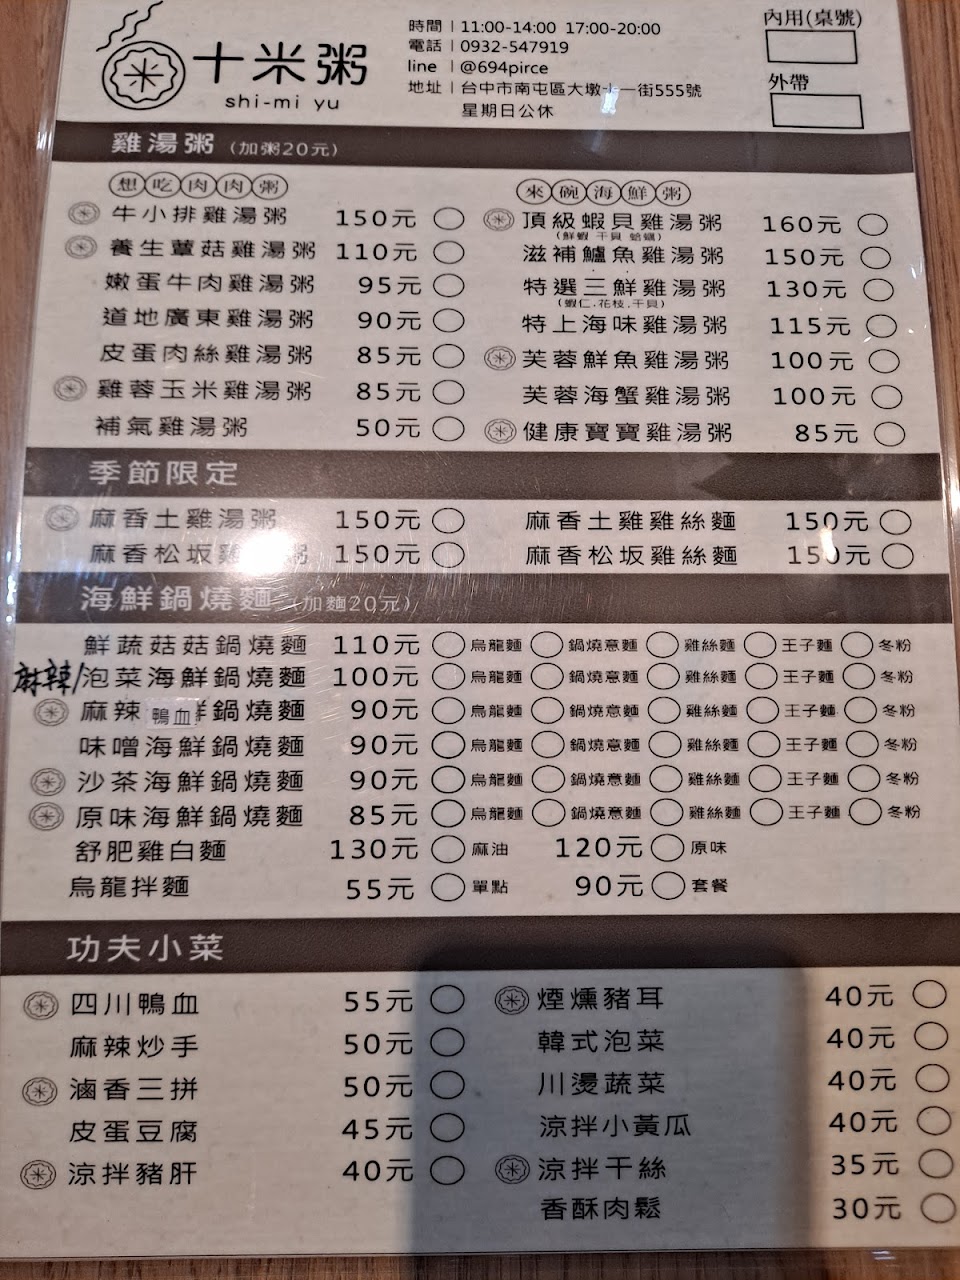 十米粥
shi-mi yu
時間 | 11:00-14:00 17:00-20:00
電話 | 0932-547919
line | @694pirce
地址 | 台中市南屯區大墩十一街555號
星期日公休
內用(桌號)
外帶
雞湯粥 (加粥20元)
想吃肉肉粥
牛小排雞湯粥 150元
養生蕈菇雞湯粥 110元
嫩蛋牛肉雞湯粥 95元
道地廣東雞湯粥 90元
皮蛋肉絲雞湯粥 85元
雞蓉玉米雞湯粥 85元
補氣雞湯粥 50元
來碗海鮮粥
頂級蝦貝雞湯粥 160元
(鮮蝦 干貝 蛤蠣)
滋補鱸魚雞湯粥 150元
特選三鮮雞湯粥 130元
(蝦仁.花枝.干貝)
特上海味雞湯粥 115元
芙蓉鮮魚雞湯粥 100元
芙蓉海蟹雞湯粥 100元
健康寶寶雞湯粥 85元
季節限定
麻香土雞湯粥 150元 麻香土雞雞絲麵 150元
麻香松坂雞湯粥 150元 麻香松坂雞絲麵 150元
海鮮鍋燒麵 (加麵20元)
鮮蔬菇菇鍋燒麵 110元 烏龍麵 鍋燒意麵 雞絲麵 王子麵 冬粉
麻辣/泡菜海鮮鍋燒麵 100元 烏龍麵 鍋燒意麵 雞絲麵 王子麵 冬粉
麻辣鴨血鍋燒麵 90元 烏龍麵 鍋燒意麵 雞絲麵 王子麵 冬粉
味噌海鮮鍋燒麵 90元 烏龍麵 鍋燒意麵 雞絲麵 王子麵 冬粉
沙茶海鮮鍋燒麵 90元 烏龍麵 鍋燒意麵 雞絲麵 王子麵 冬粉
原味海鮮鍋燒麵 85元 烏龍麵 鍋燒意麵 雞絲麵 王子麵 冬粉
舒肥雞白麵 130元 麻油 120元 原味
烏龍拌麵 55元 單點 90元 套餐
功夫小菜
四川鴨血 55元
麻辣炒手 50元
滷香三拼 50元
皮蛋豆腐 45元
涼拌豬肝 40元
煙燻豬耳 40元
韓式泡菜 40元
川燙蔬菜 40元
涼拌小黃瓜 40元
涼拌干絲 35元
香酥肉鬆 30元